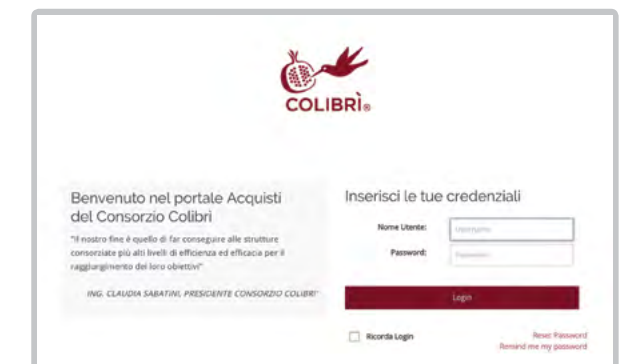 COLIBRÌ®
Benvenuto nel portale Acquisti
del Consorzio Colibrì
"Il nostro fine è quello di far conseguire alle strutture
consorziate più alti livelli di efficienza ed efficacia per il
raggiungimento dei loro obiettivi"
ING. CLAUDIA SABATINI, PRESIDENTE CONSORZIO COLIBRI'
Inserisci le tue credenziali
Nome Utente:
Username
Password:
Password
Login
Ricorda Login
Reset Password
Remind me my password